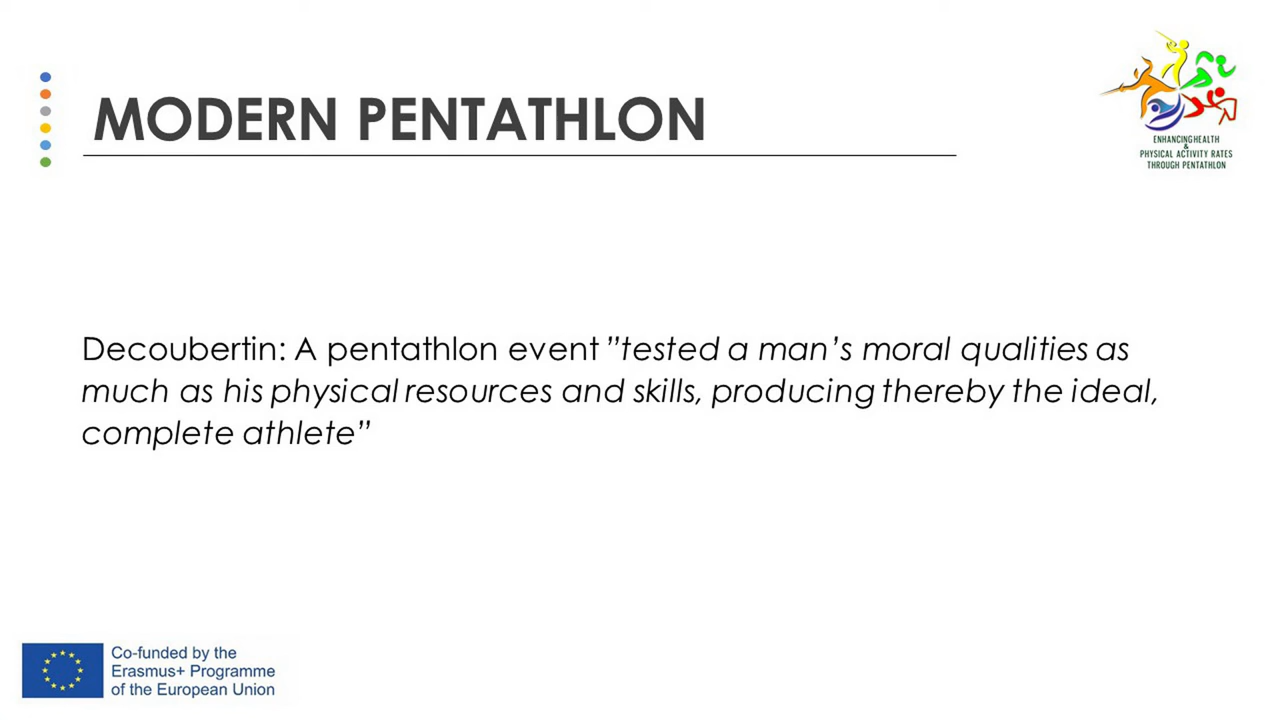 MODERN PENTATHLON
ENHANCING HEALTH
&
PHYSICAL ACTIVITY RATES
THROUGH PENTATHLON
Decoubertin: A pentathlon event ”tested a man’s moral qualities as
much as his physical resources and skills, producing thereby the ideal,
complete athlete”
Co-funded by the
Erasmus+ Programme
of the European Union